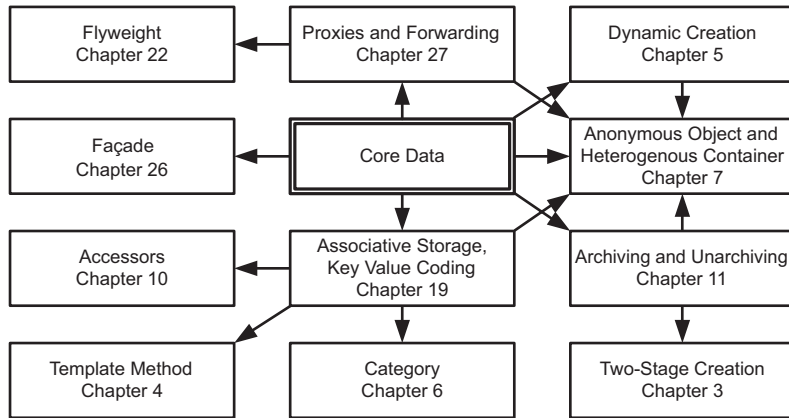 Flyweight
Chapter 22
Proxies and Forwarding
Chapter 27
Dynamic Creation
Chapter 5
Façade
Chapter 26
Core Data
Anonymous Object and
Heterogenous Container
Chapter 7
Accessors
Chapter 10
Associative Storage,
Key Value Coding
Chapter 19
Archiving and Unarchiving
Chapter 11
Template Method
Chapter 4
Category
Chapter 6
Two-Stage Creation
Chapter 3